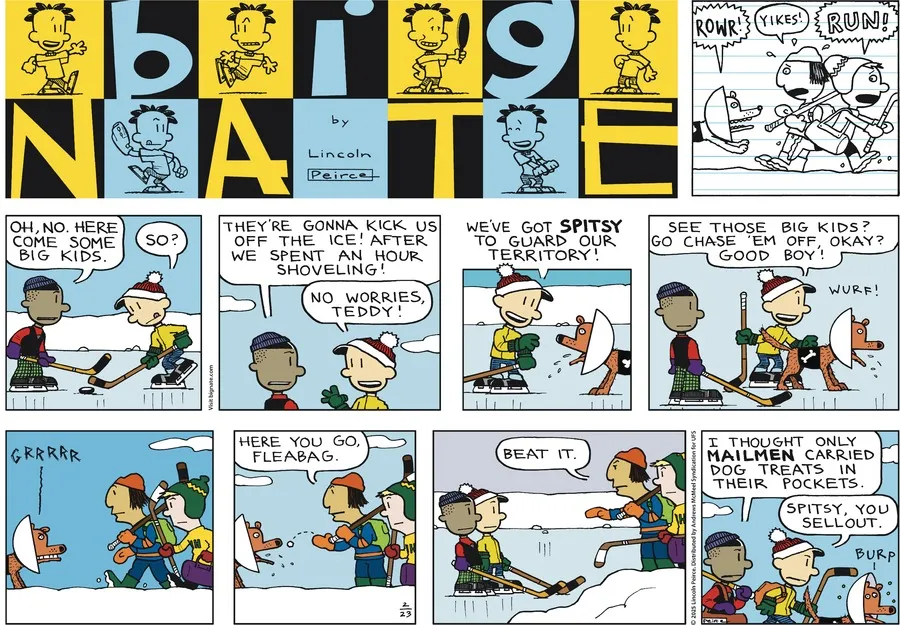 big
NATE
by
Lincoln
Peirce
ROWR!
YIKES!
RUN!
OH, NO. HERE
COME SOME
BIG KIDS.
SO?
Visit bignate.com
THEY'RE GONNA KICK US
OFF THE ICE! AFTER
WE SPENT AN HOUR
SHOVELING!
NO WORRIES,
TEDDY!
WE'VE GOT SPITSY
TO GUARD OUR
TERRITORY!
SEE THOSE BIG KIDS?
GO CHASE 'EM OFF, OKAY?
GOOD BOY!
WURF!
GRRRRR
HERE YOU GO,
FLEABAG.
2
23
BEAT IT.
© 2025 Lincoln Peirce. Distributed by Andrews McMeel Syndication for UFS
I THOUGHT ONLY
MAILMEN CARRIED
DOG TREATS IN
THEIR POCKETS.
SPITSY, YOU
SELLOUT.
BURP
PEIRCE